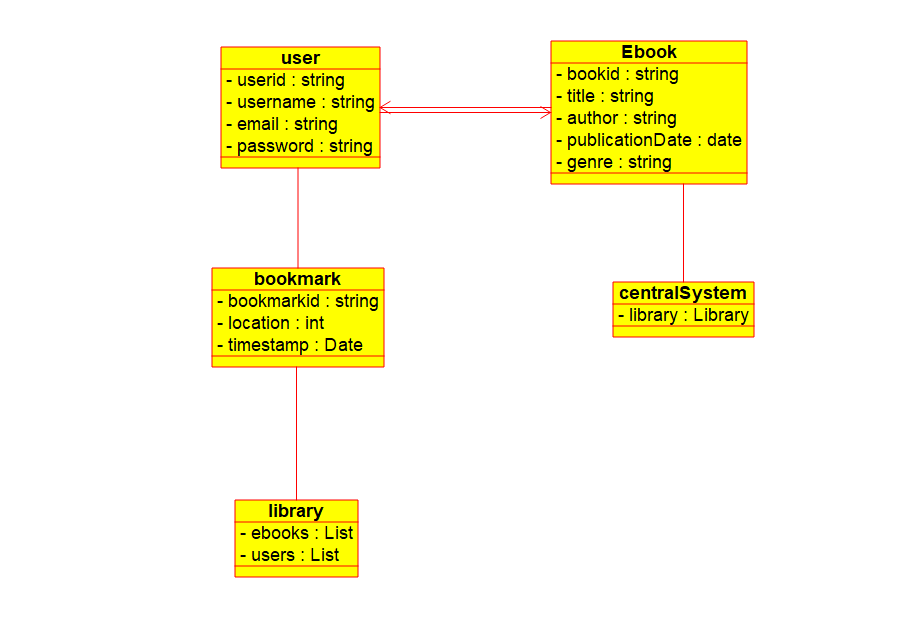 user
- userid : string
- username : string
- email : string
- password : string
Ebook
- bookid : string
- title : string
- author : string
- publicationDate : date
- genre : string
bookmark
- bookmarkid : string
- location : int
- timestamp : Date
centralSystem
- library : Library
library
- ebooks : List
- users : List